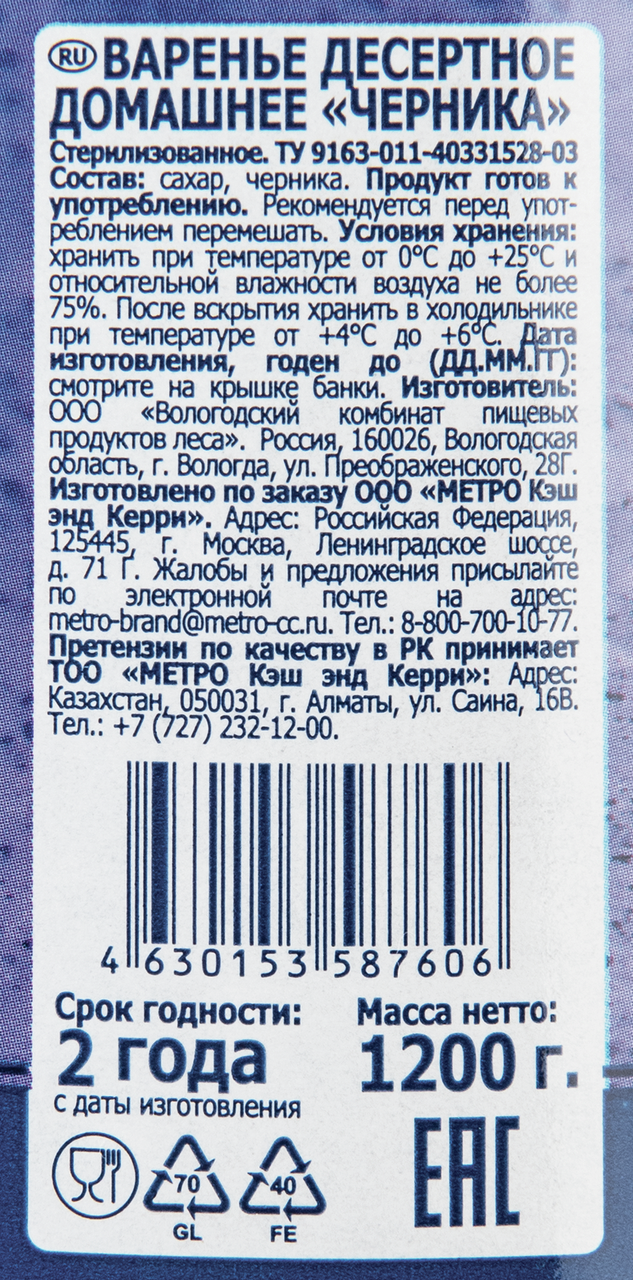 RU ВАРЕНЬЕ ДЕСЕРТНОЕ
ДОМАШНЕЕ «ЧЕРНИКА»
Стерилизованное. ТУ 9163-011-40331528-03
Состав: сахар, черника. Продукт готов к
употреблению. Рекомендуется перед упот-
реблением перемешать. Условия хранения:
хранить при температуре от 0°С до +25°С и
относительной влажности воздуха не более
75%. После вскрытия хранить в холодильнике
при температуре от +4°С до +6°С. Дата
изготовления, годен до (ДД.ММ.ГГ):
смотрите на крышке банки. Изготовитель:
ООО «Вологодский комбинат пищевых
продуктов леса». Россия, 160026, Вологодская
область, г. Вологда, ул. Преображенского, 28Г.
Изготовлено по заказу ООО «МЕТРО Кэш
энд Керри». Адрес: Российская Федерация,
125445, г. Москва, Ленинградское шоссе,
д. 71 Г. Жалобы и предложения присылайте
по электронной почте на адрес:
metro-brand@metro-cc.ru. Тел.: 8-800-700-10-77.
Претензии по качеству в РК принимает
ТОО «МЕТРО Кэш энд Керри»: Адрес:
Казахстан, 050031, г. Алматы, ул. Саина, 16В.
Тел.: +7 (727) 232-12-00.
4 630153 587606
Срок годности:
2 года
с даты изготовления
Масса нетто:
1200 г.
70
GL
40
FE
ЕАС